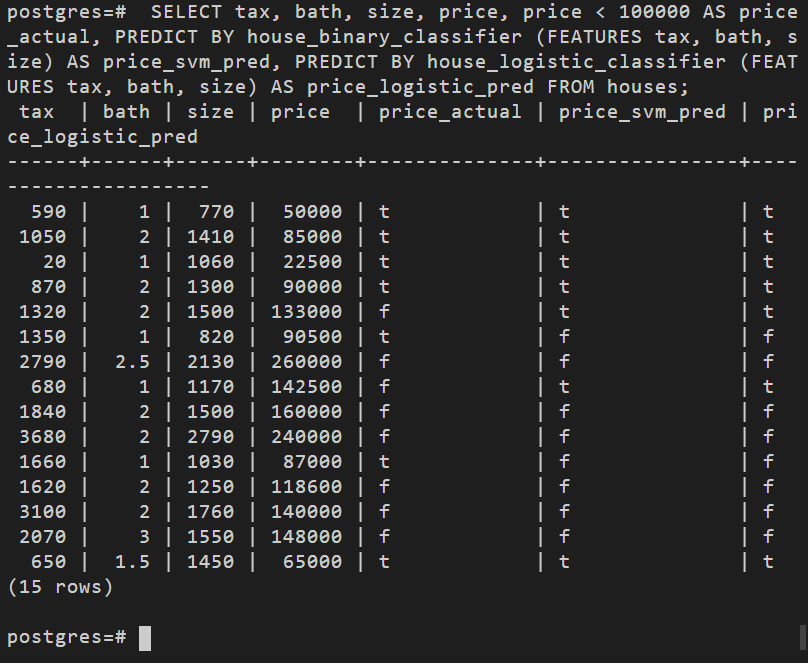 postgres=#  SELECT tax, bath, size, price, price < 100000 AS price
_actual, PREDICT BY house_binary_classifier (FEATURES tax, bath, s
ize) AS price_svm_pred, PREDICT BY house_logistic_classifier (FEAT
URES tax, bath, size) AS price_logistic_pred FROM houses;
 tax  | bath | size | price  | price_actual | price_svm_pred | pri
ce_logistic_pred
------+------+------+--------+--------------+----------------+----
-----------------
  590 |    1 |  770 |  50000 | t            | t              | t
 1050 |    2 | 1410 |  85000 | t            | t              | t
   20 |    1 | 1060 |  22500 | t            | t              | t
  870 |    2 | 1300 |  90000 | t            | t              | t
 1320 |    2 | 1500 | 133000 | f            | t              | t
 1350 |    1 |  820 |  90500 | t            | f              | f
 2790 |  2.5 | 2130 | 260000 | f            | f              | f
  680 |    1 | 1170 | 142500 | f            | t              | t
 1840 |    2 | 1500 | 160000 | f            | f              | f
 3680 |    2 | 2790 | 240000 | f            | f              | f
 1660 |    1 | 1030 |  87000 | t            | f              | f
 1620 |    2 | 1250 | 118600 | f            | f              | f
 3100 |    2 | 1760 | 140000 | f            | f              | f
 2070 |    3 | 1550 | 148000 | f            | f              | f
  650 |  1.5 | 1450 |  65000 | t            | t              | t
(15 rows)
postgres=#